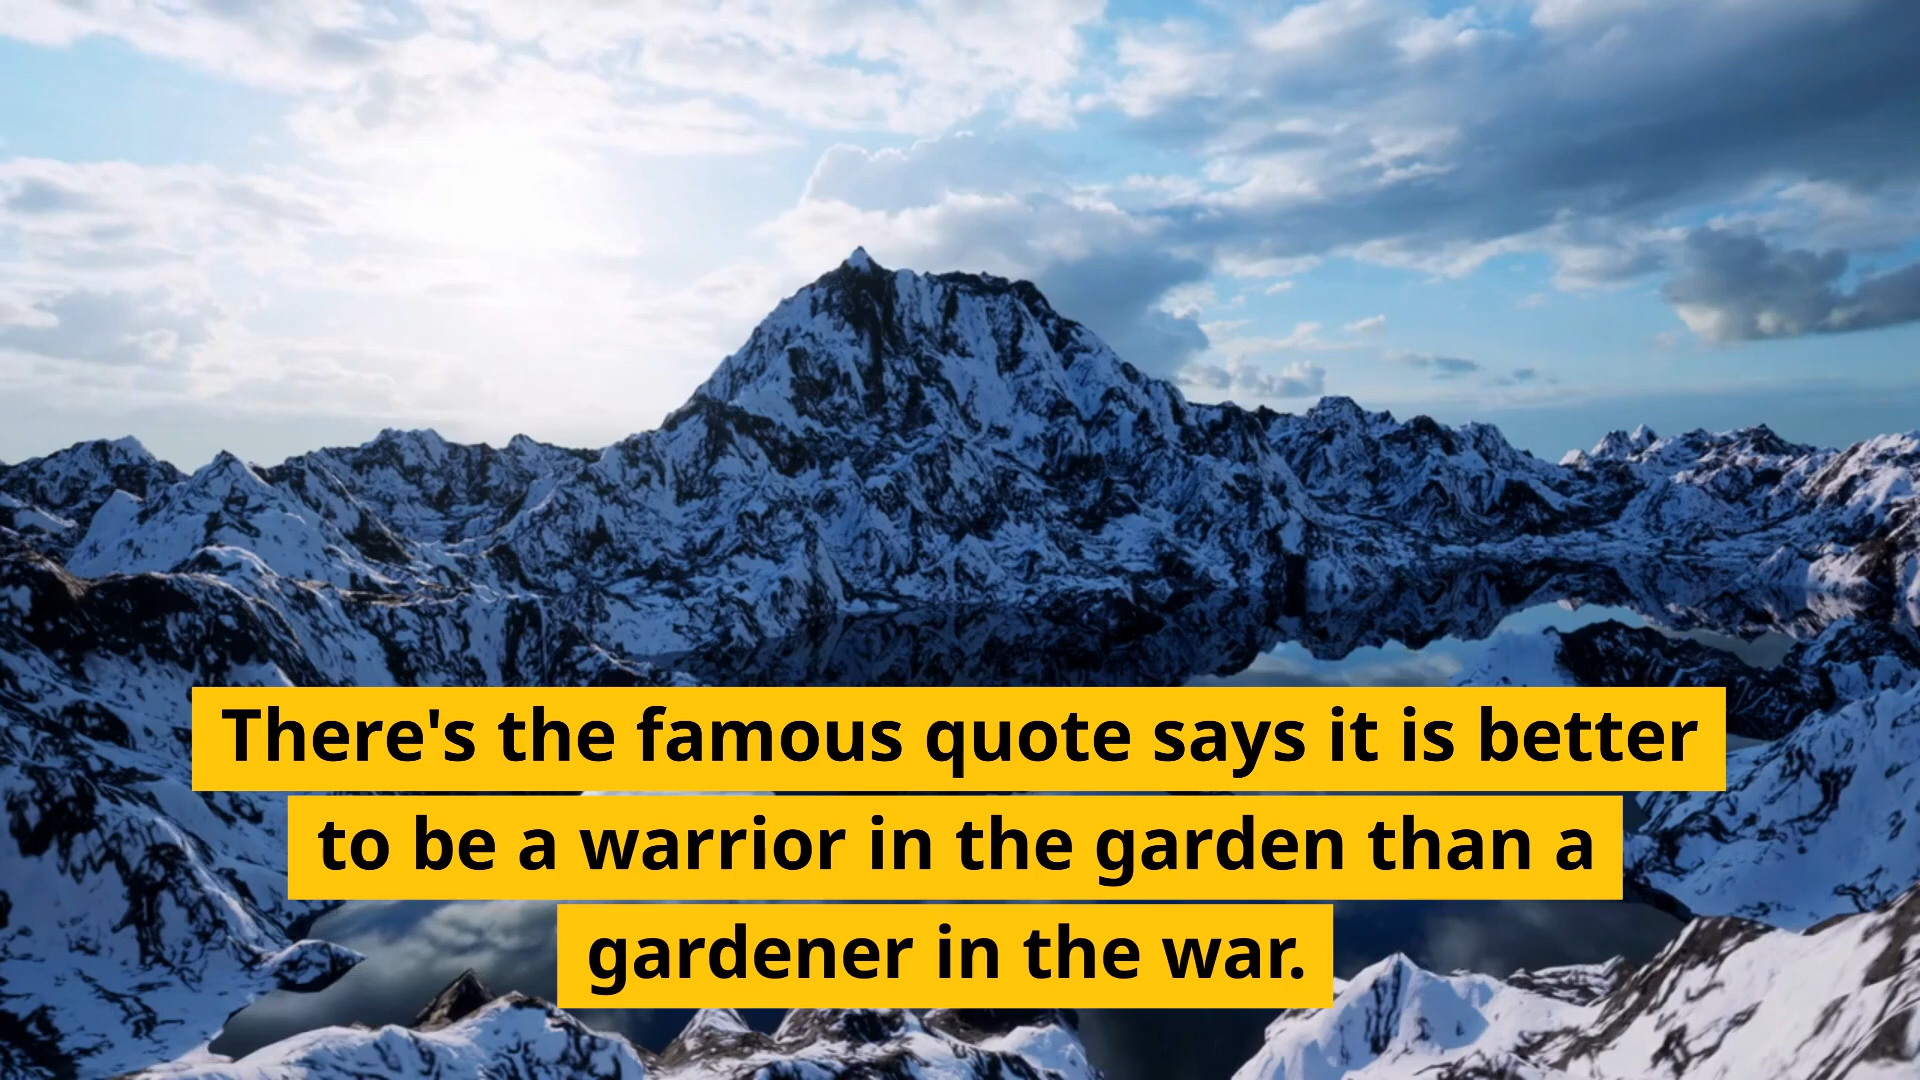 There's the famous quote says it is better
to be a warrior in the garden than a
gardener in the war.